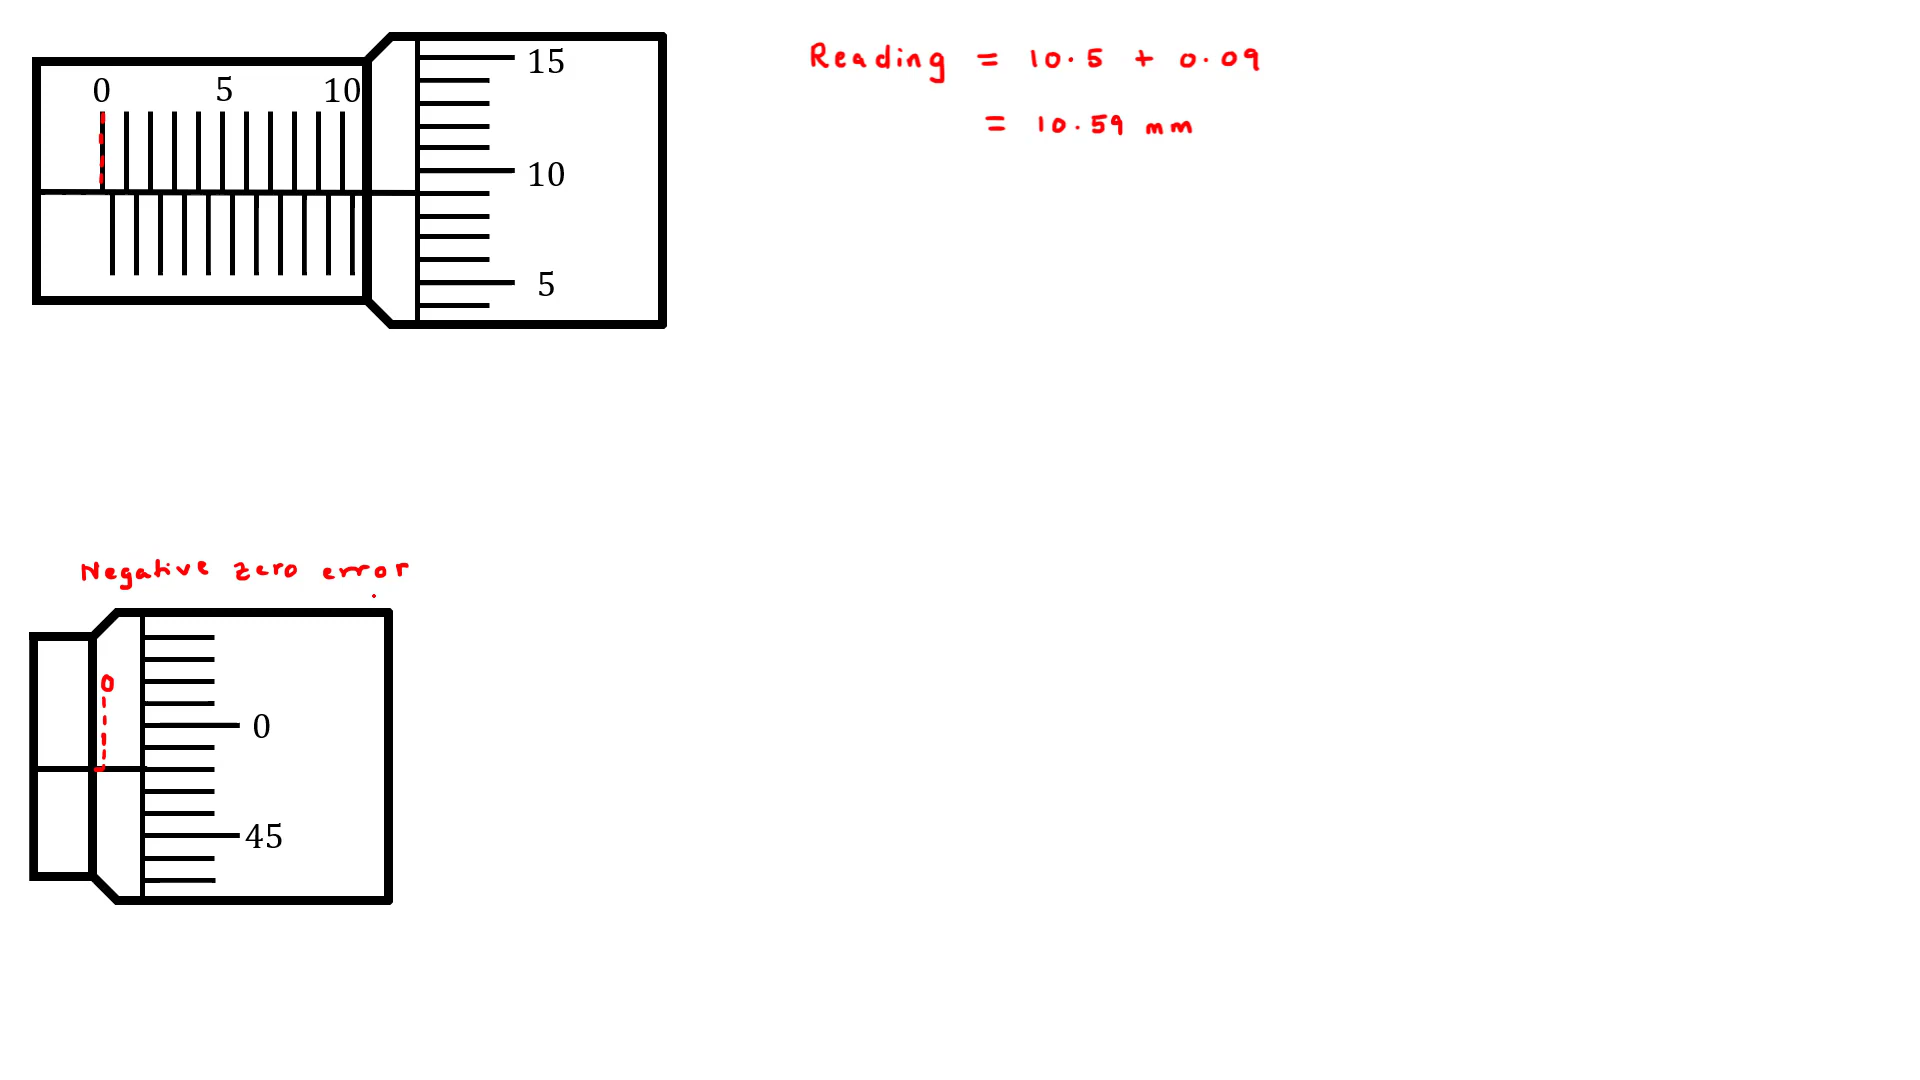 0 5 10
15
10
5
Reading = 10.5 + 0.09
= 10.59 mm
Negative zero error
0
0
45